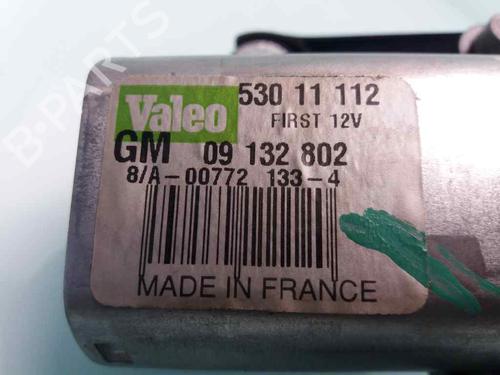 Valeo 530 11 112
FIRST 12V
GM 09 132 802
8/A-00772 133-4
MADE IN FRANCE
B-PARTS